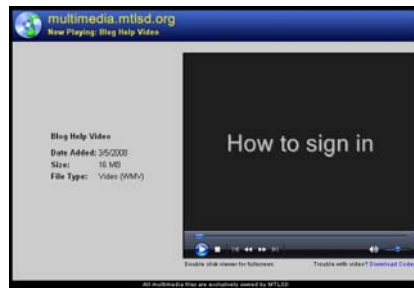 multimedia.mtlsd.org
Now Playing: Blog Help Video
Blog Help Video
Date Added: 3/5/2008
Size: 16 MB
File Type: Video (WMV)
How to sign in
Double click viewer for fullscreen. Trouble with video? Download Codec
All multimedia files are exclusively owned by MTLSD